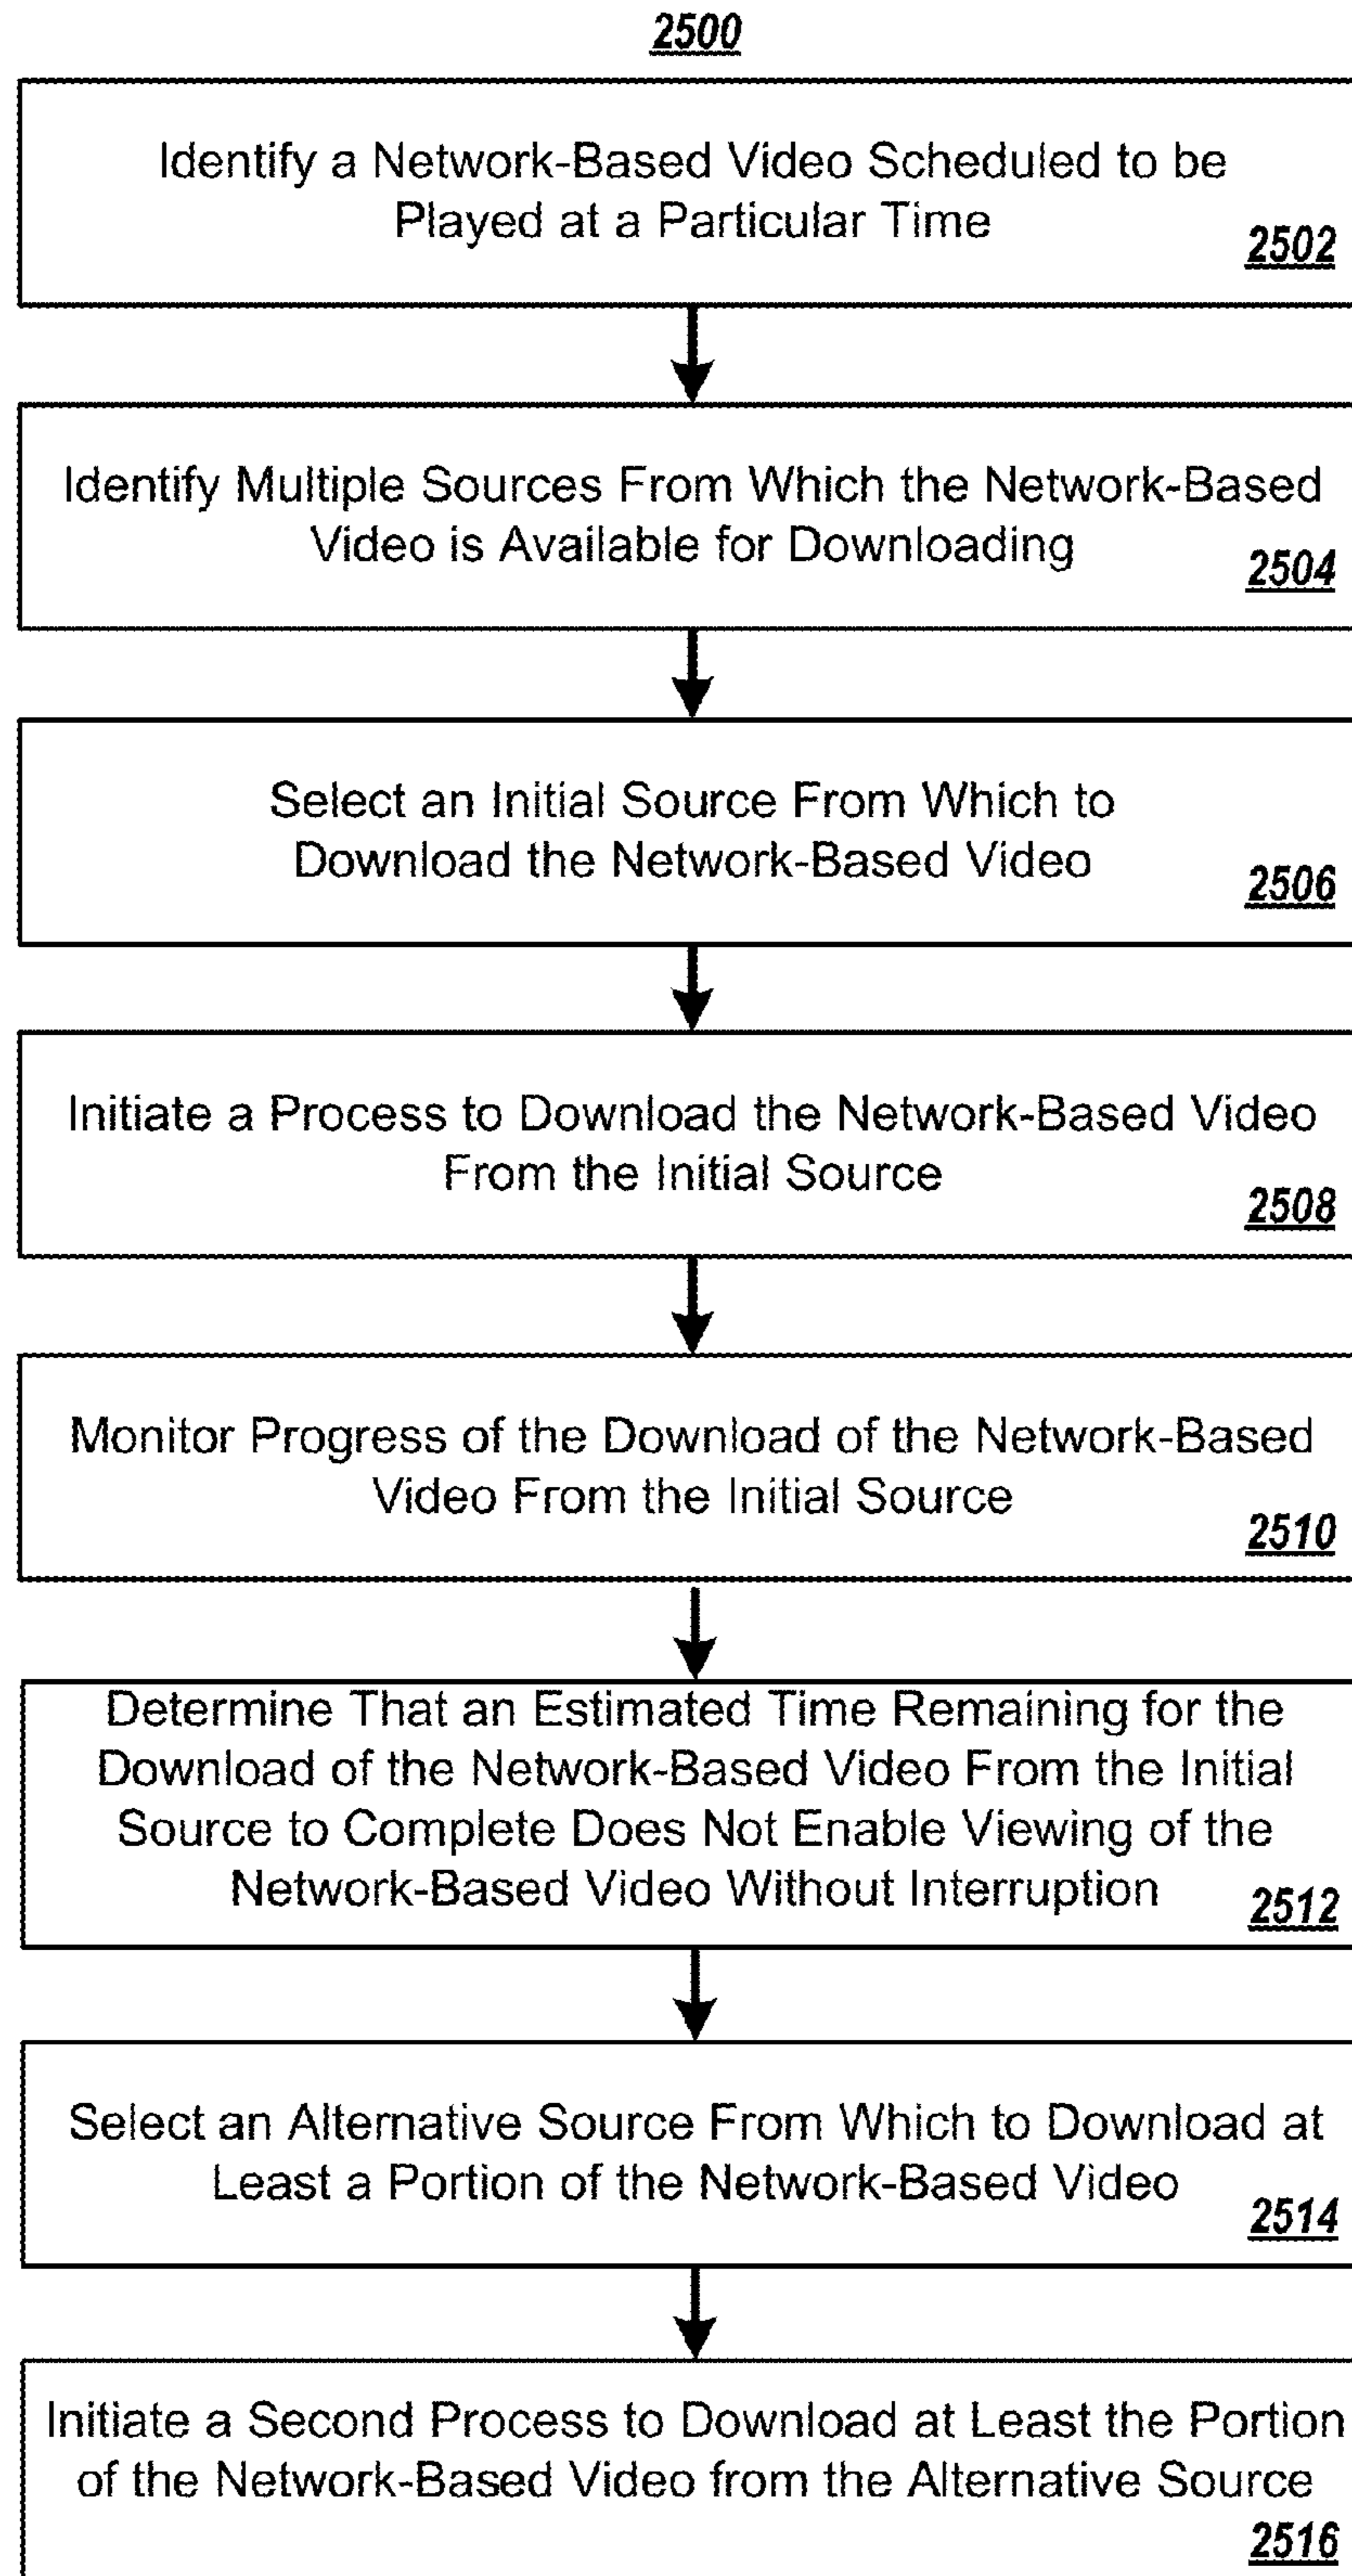 2500
Identify a Network-Based Video Scheduled to be
Played at a Particular Time
2502
Identify Multiple Sources From Which the Network-Based
Video is Available for Downloading
2504
Select an Initial Source From Which to
Download the Network-Based Video
2506
Initiate a Process to Download the Network-Based Video
From the Initial Source
2508
Monitor Progress of the Download of the Network-Based
Video From the Initial Source
2510
Determine That an Estimated Time Remaining for the
Download of the Network-Based Video From the Initial
Source to Complete Does Not Enable Viewing of the
Network-Based Video Without Interruption
2512
Select an Alternative Source From Which to Download at
Least a Portion of the Network-Based Video
2514
Initiate a Second Process to Download at Least the Portion
of the Network-Based Video from the Alternative Source
2516